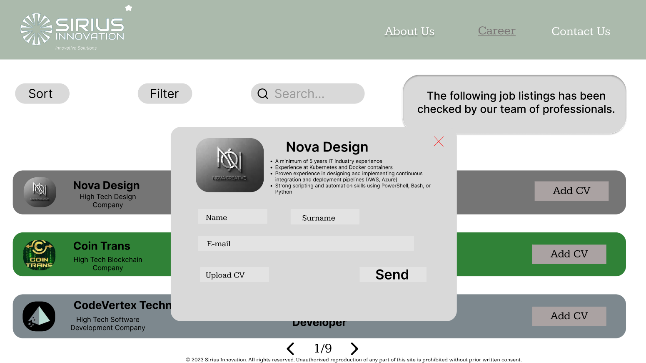 SIRIUS
INNOVATION
About Us
Career
Contact Us
Sort
Filter
Search...
The following job listings has been
checked by our team of professionals.
Nova Design
• A minimum of 5 years IT industry experience
• Experience at Kubernetes and Docker containers
• Proven experience in designing and implementing continuous
integration and deployment pipelines (AWS, Azure)
• Strong scripting and automation skills using PowerShell, Bash, or
Python
Name
Surname
E-mail
Upload CV
Send
Nova Design
High Tech Design
Company
Add CV
COIN
TRANS
Coin Trans
High Tech Blockchain
Company
Add CV
CodeVertex Techn
High Tech Software
Development Company
Developer
Add CV
1/9
© 2023 Sirius Innovation. All rights reserved. Unauthorised reproduction of any part of this site is prohibited without prior written consent.